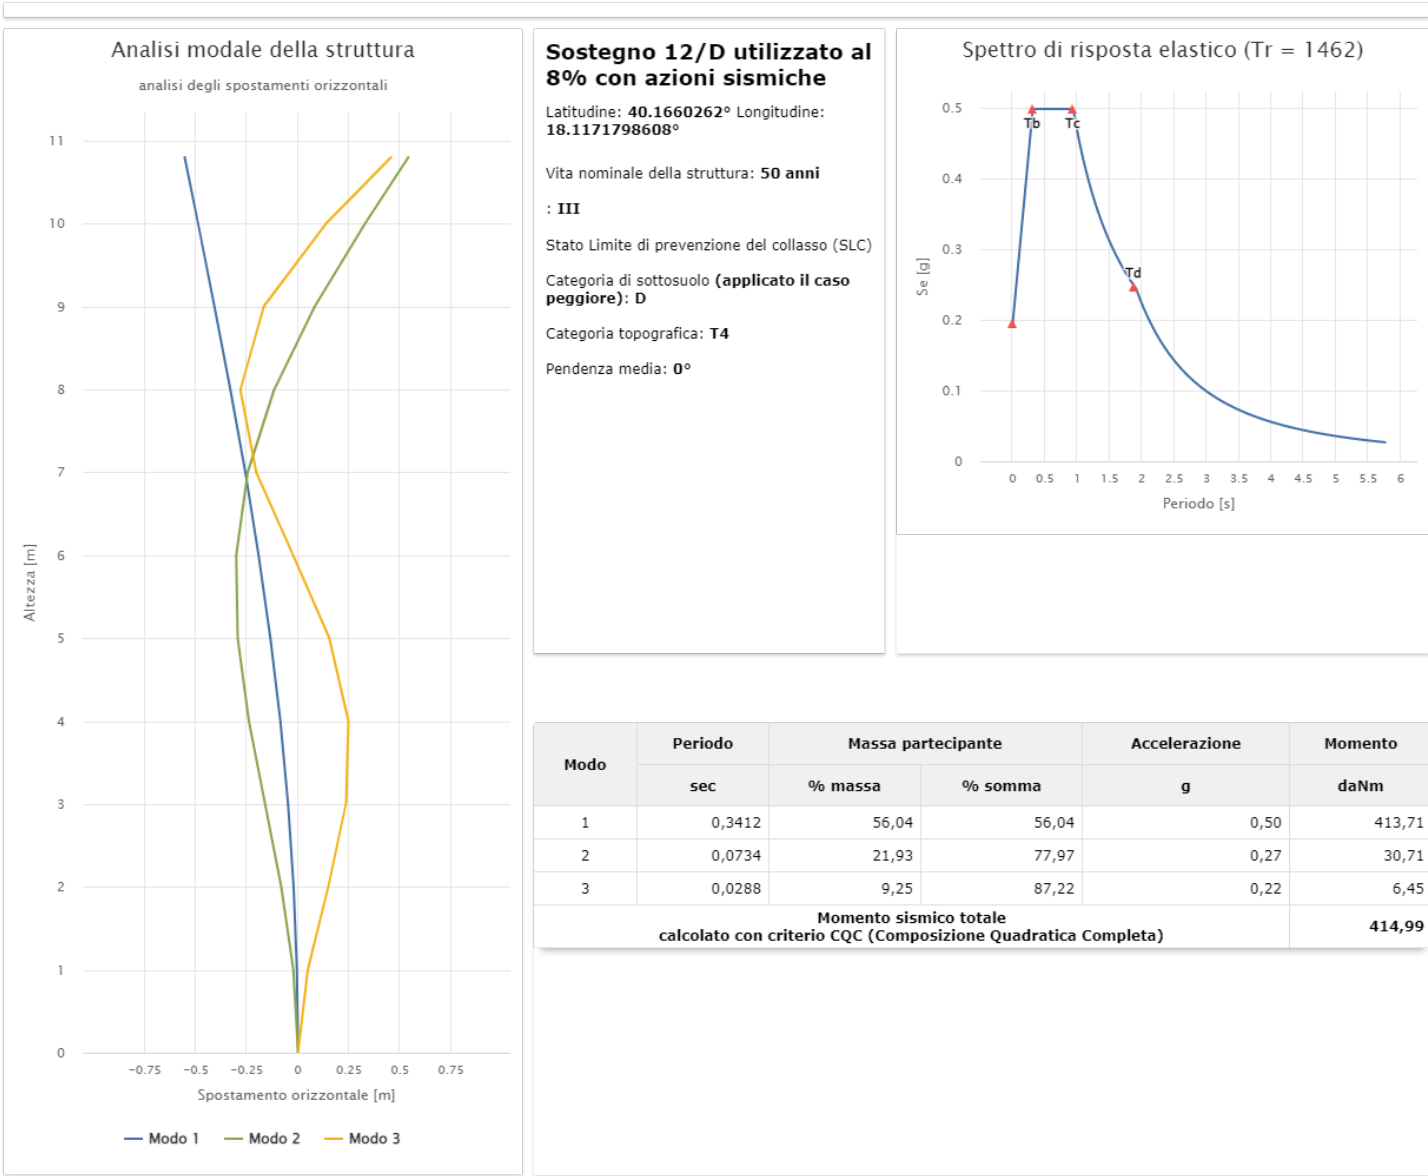 Analisi modale della struttura
analisi degli spostamenti orizzontali
11
10
9
8
7
6
5
4
3
2
1
0
Altezza [m]
−0.75 −0.5 −0.25 0 0.25 0.5 0.75
Spostamento orizzontale [m]
Modo 1 Modo 2 Modo 3
Sostegno 12/D utilizzato al
8% con azioni sismiche
Latitudine: 40.1660262° Longitudine:
18.1171798608°
Vita nominale della struttura: 50 anni
: III
Stato Limite di prevenzione del collasso (SLC)
Categoria di sottosuolo (applicato il caso
peggiore): D
Categoria topografica: T4
Pendenza media: 0°
Spettro di risposta elastico (Tr = 1462)
0.5
0.4
0.3
0.2
0.1
0
Se [g]
Tb Tc
Td
0 0.5 1 1.5 2 2.5 3 3.5 4 4.5 5 5.5 6
Periodo [s]
Modo Periodo Massa partecipante Accelerazione Momento
sec % massa % somma g daNm
1 0,3412 56,04 56,04 0,50 413,71
2 0,0734 21,93 77,97 0,27 30,71
3 0,0288 9,25 87,22 0,22 6,45
Momento sismico totale
calcolato con criterio CQC (Composizione Quadratica Completa) 414,99